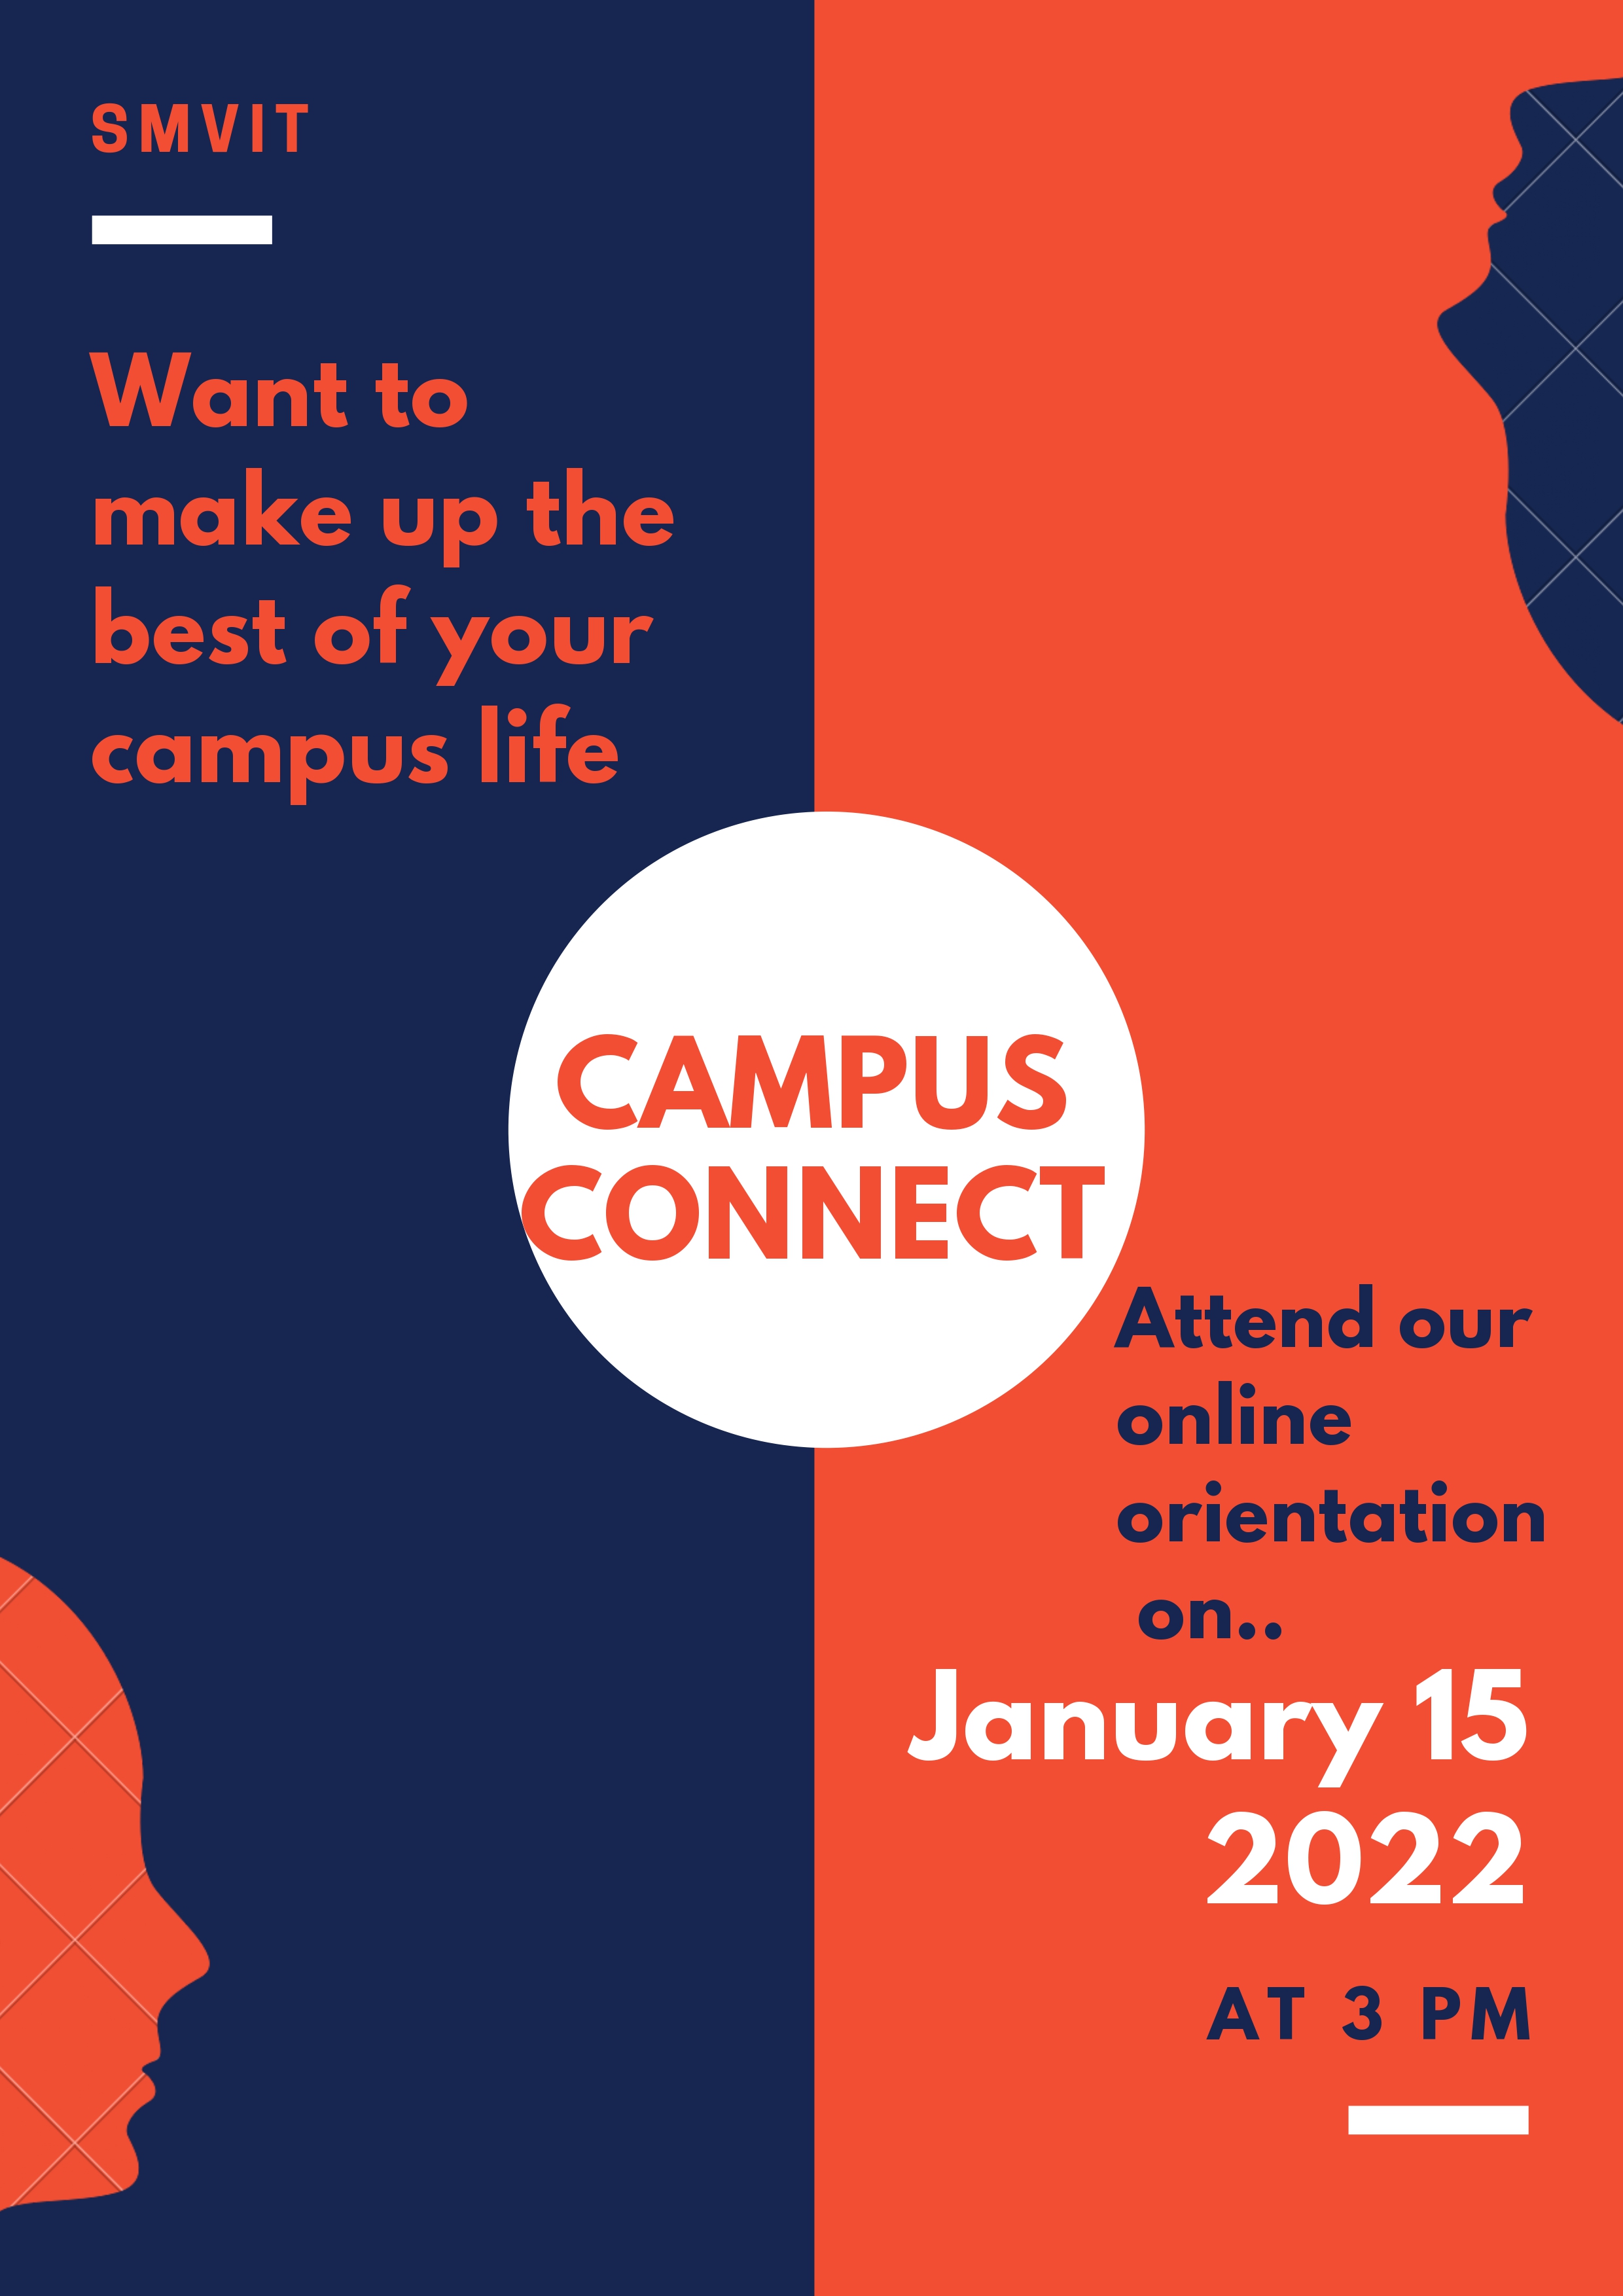 SMVIT
Want to
make up the
best of your
campus life
CAMPUS
CONNECT
Attend our
online
orientation
on..
January 15
2022
AT 3 PM